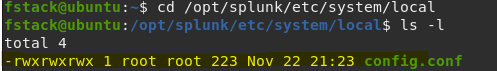 fstack@ubuntu:~$ cd /opt/splunk/etc/system/local
fstack@ubuntu:/opt/splunk/etc/system/local$ ls -l
total 4
-rwxrwxrwx 1 root root 223 Nov 22 21:23 config.conf